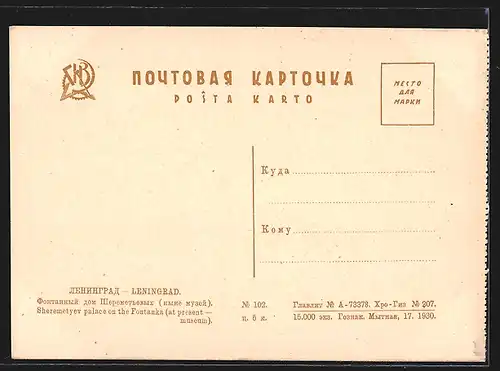 ПОЧТОВАЯ КАРТОЧКА
POŜTA KARTO
МЕСТО
ДЛЯ
МАРКИ
Куда
Кому
ЛЕНИНГРАД — LENINGRAD.
Фонтанный дом Шереметьевых (ныне музей).
Sheremetyev palace on the Fontanka (at present —
museum).
№ 102.
ц. 5 к.
Главлит № А-73378. Хро-Гиз № 207.
15.000 экз. Гознак. Мытная, 17. 1930.